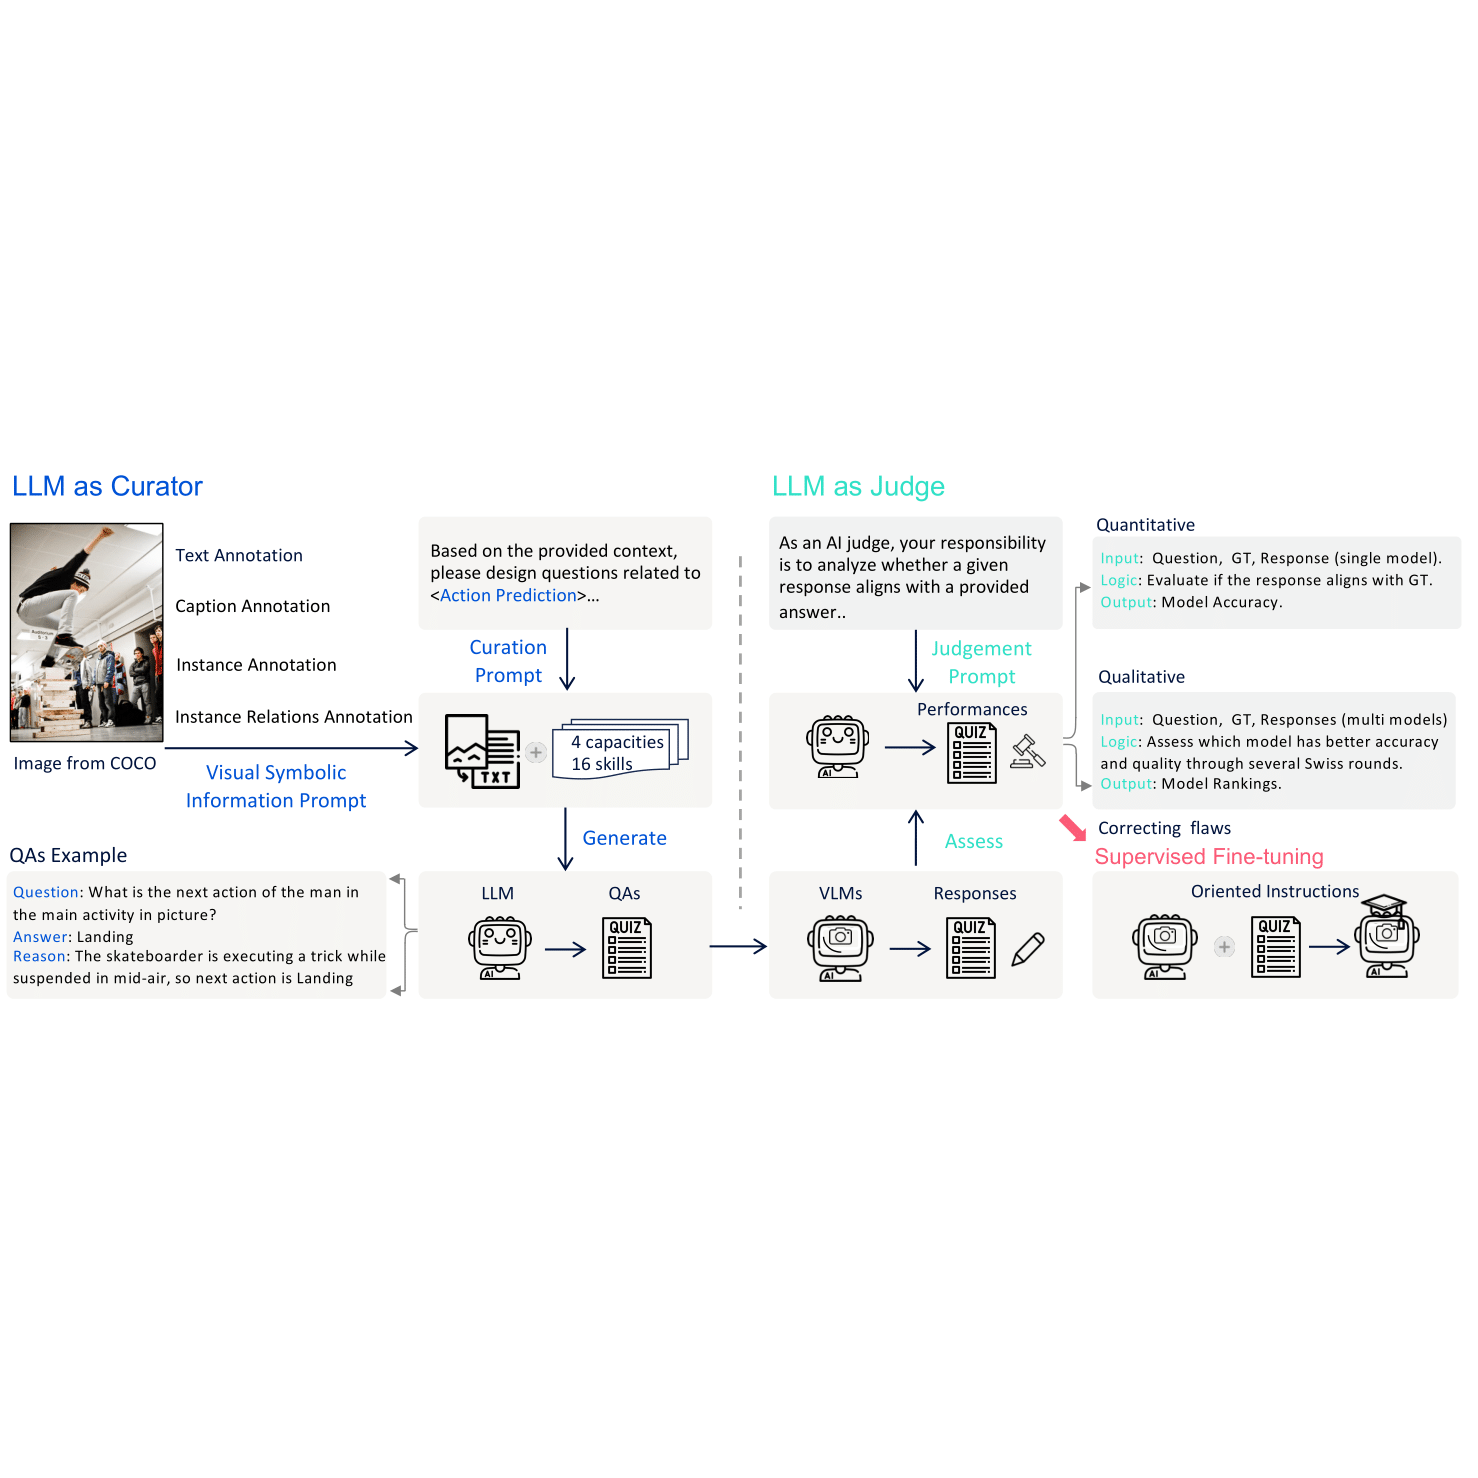 LLM as Curator
Text Annotation
Caption Annotation
Instance Annotation
Instance Relations Annotation
Image from COCO
Visual Symbolic
Information Prompt
Based on the provided context,
please design questions related to
<Action Prediction>...
Curation
Prompt
TXT
4 capacities
16 skills
Generate
QAs Example
Question: What is the next action of the man in
the main activity in picture?
Answer: Landing
Reason: The skateboarder is executing a trick while
suspended in mid-air, so next action is Landing
LLM
QAs
AI
QUIZ
LLM as Judge
As an AI judge, your responsibility
is to analyze whether a given
response aligns with a provided
answer..
Judgement
Prompt
Performances
AI
QUIZ
Assess
VLMs
Responses
AI
QUIZ
Quantitative
Input: Question, GT, Response (single model).
Logic: Evaluate if the response aligns with GT.
Output: Model Accuracy.
Qualitative
Input: Question, GT, Responses (multi models)
Logic: Assess which model has better accuracy
and quality through several Swiss rounds.
Output: Model Rankings.
Correcting flaws
Supervised Fine-tuning
Oriented Instructions
AI
QUIZ
AI